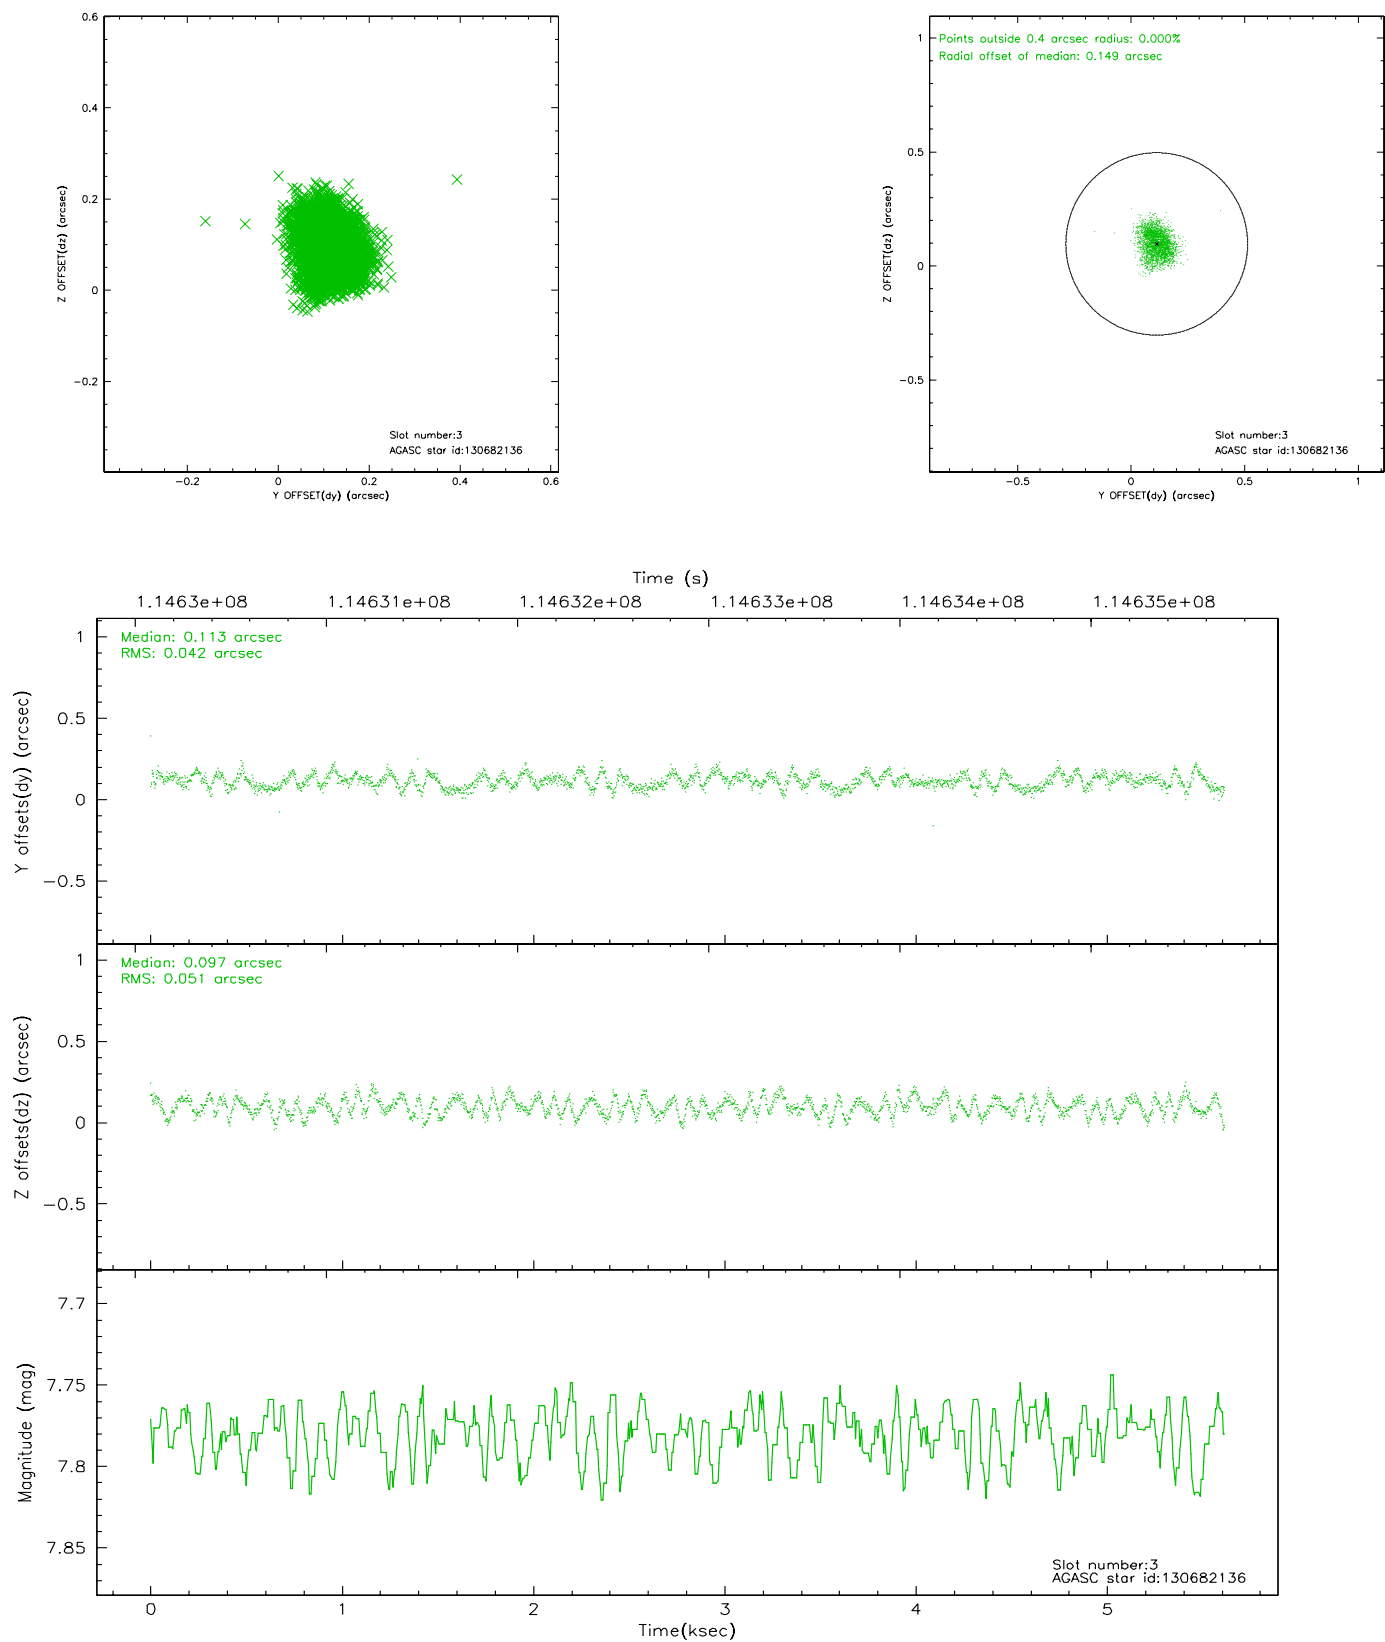 0.6
0.4
0.2
0
−0.2
Z OFFSET(dz) (arcsec)
Slot number:3
AGASC star id:130682136
−0.2 0 0.2 0.4 0.6
Y OFFSET(dy) (arcsec)
Points outside 0.4 arcsec radius: 0.000%
Radial offset of median: 0.149 arcsec
1
0.5
0
−0.5
Z OFFSET(dz) (arcsec)
Slot number:3
AGASC star id:130682136
−0.5 0 0.5 1
Y OFFSET(dy) (arcsec)
Time (s)
1.1463e+08 1.14631e+08 1.14632e+08 1.14633e+08 1.14634e+08 1.14635e+08
Median: 0.113 arcsec
RMS: 0.042 arcsec
1
0.5
0
−0.5
Y offsets(dy) (arcsec)
Median: 0.097 arcsec
RMS: 0.051 arcsec
1
0.5
0
−0.5
Z offsets(dz) (arcsec)
7.7
7.75
7.8
7.85
Magnitude (mag)
Slot number:3
AGASC star id:130682136
0 1 2 3 4 5
Time(ksec)